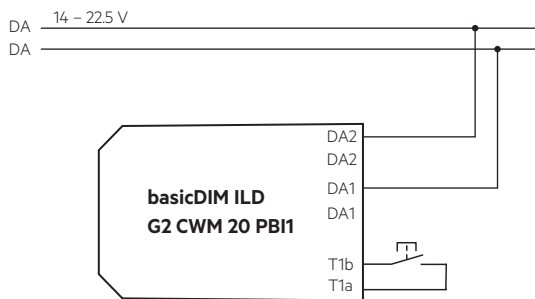 DA 14 – 22.5 V
DA
DA2
DA2
basicDIM ILD
DA1
G2 CWM 20 PBI1
DA1
T1b
T1a